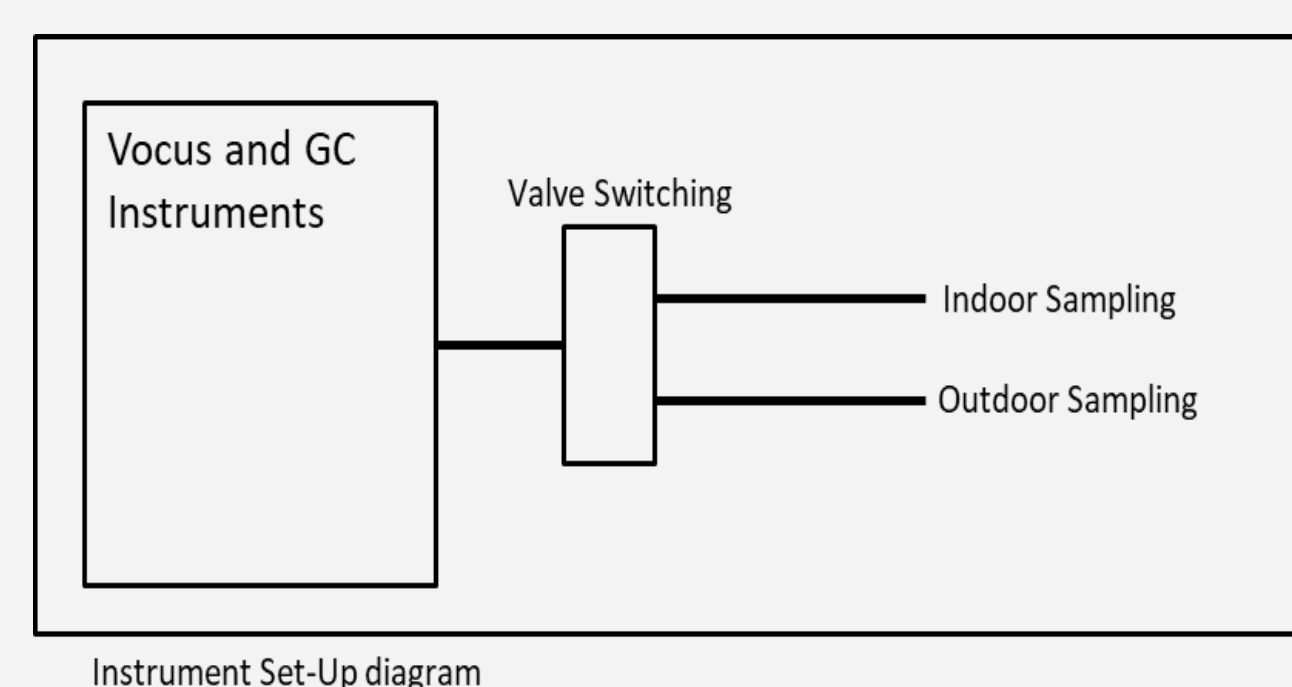 Vocus and GC
Instruments
Valve Switching
Indoor Sampling
Outdoor Sampling
Instrument Set-Up diagram